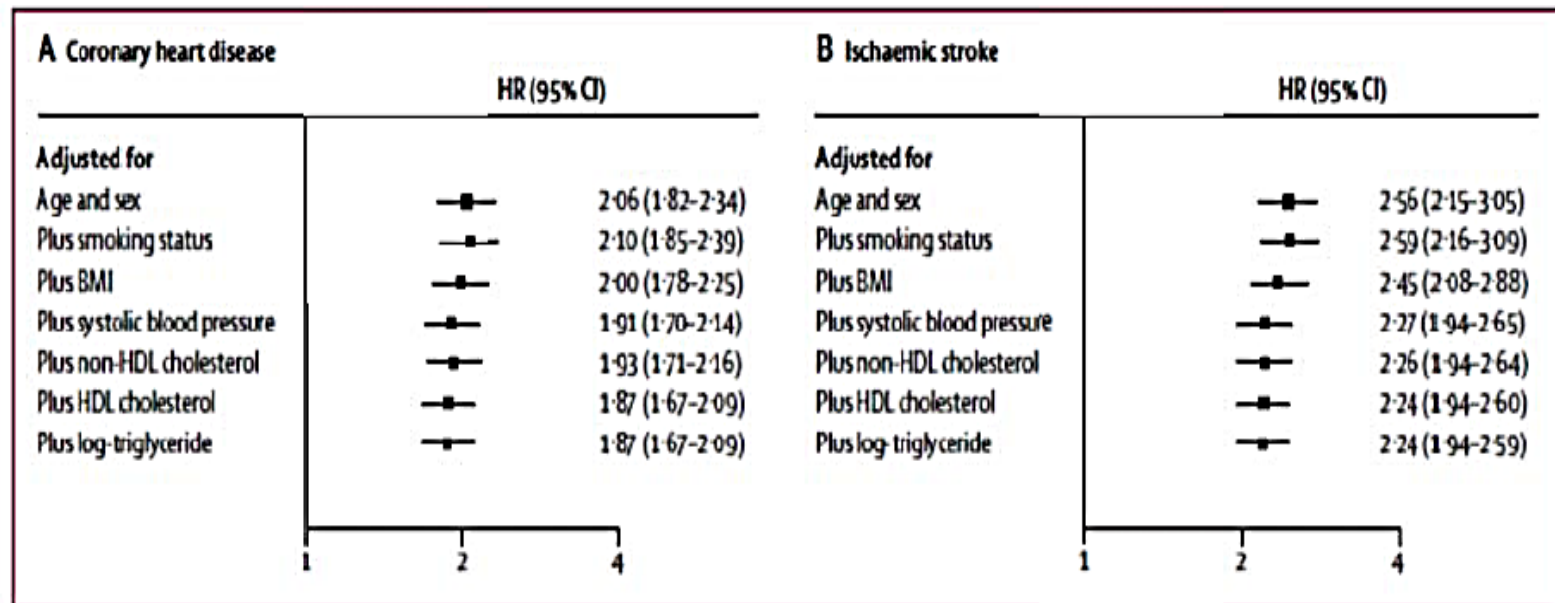 A Coronary heart disease
HR (95% CI)
Adjusted for
Age and sex 2·06 (1·82–2·34)
Plus smoking status 2·10 (1·85–2·39)
Plus BMI 2·00 (1·78–2·25)
Plus systolic blood pressure 1·91 (1·70–2·14)
Plus non-HDL cholesterol 1·93 (1·71–2·16)
Plus HDL cholesterol 1·87 (1·67–2·09)
Plus log-triglyceride 1·87 (1·67–2·09)
1 2 4
B Ischaemic stroke
HR (95% CI)
Adjusted for
Age and sex 2·56 (2·15–3·05)
Plus smoking status 2·59 (2·16–3·09)
Plus BMI 2·45 (2·08–2·88)
Plus systolic blood pressure 2·27 (1·94–2·65)
Plus non-HDL cholesterol 2·26 (1·94–2·64)
Plus HDL cholesterol 2·24 (1·94–2·60)
Plus log-triglyceride 2·24 (1·94–2·59)
1 2 4